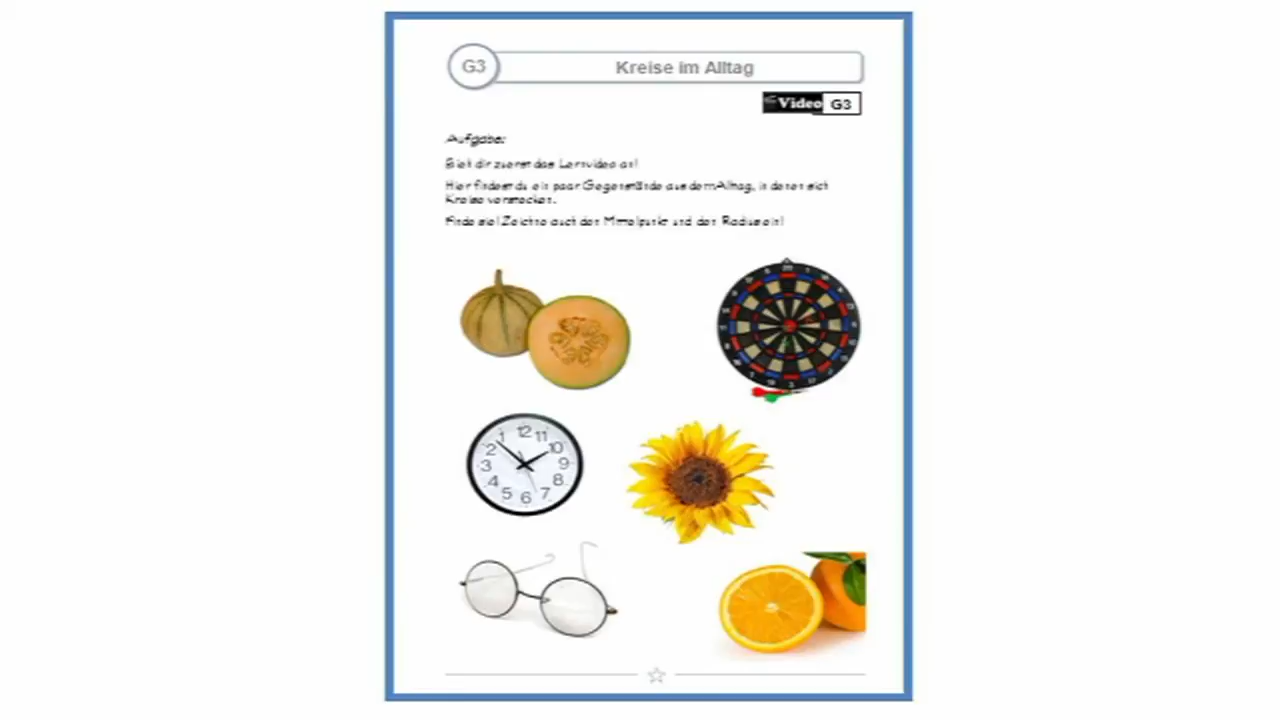 G3
Kreise im Alltag
Video G3
Aufgabe:
Sieh dir zuerst das Lernvideo an!
Hier findest du ein paar Gegenstände aus dem Alltag, in denen sich
Kreise verstecken.
Finde sie! Zeichne auch den Mittelpunkt und den Radius ein!
12
11
10
9
8
7
6
5
4
3
2
1